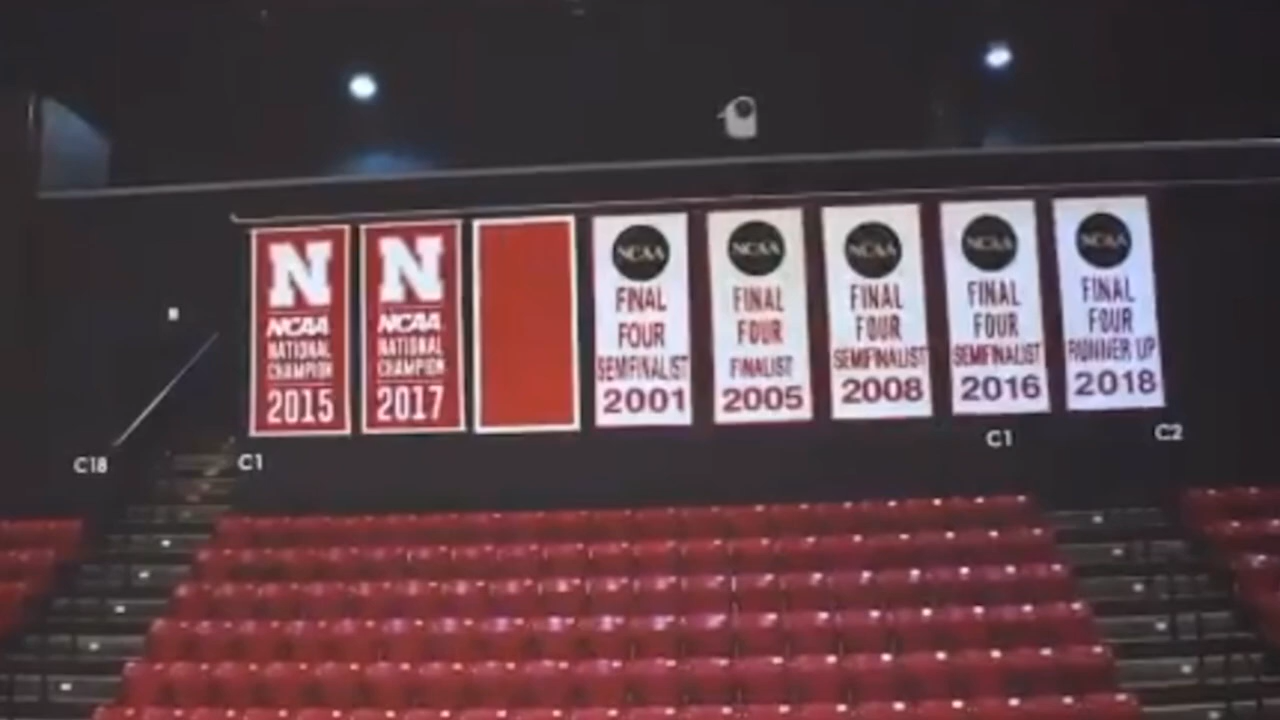 N
NCAA
NATIONAL
CHAMPION
2015
N
NCAA
NATIONAL
CHAMPION
2017
NCAA
FINAL
FOUR
SEMIFINALIST
2001
NCAA
FINAL
FOUR
FINALIST
2005
NCAA
FINAL
FOUR
SEMIFINALIST
2008
NCAA
FINAL
FOUR
SEMIFINALIST
2016
NCAA
FINAL
FOUR
RUNNER UP
2018
C18
C1
C1
C2